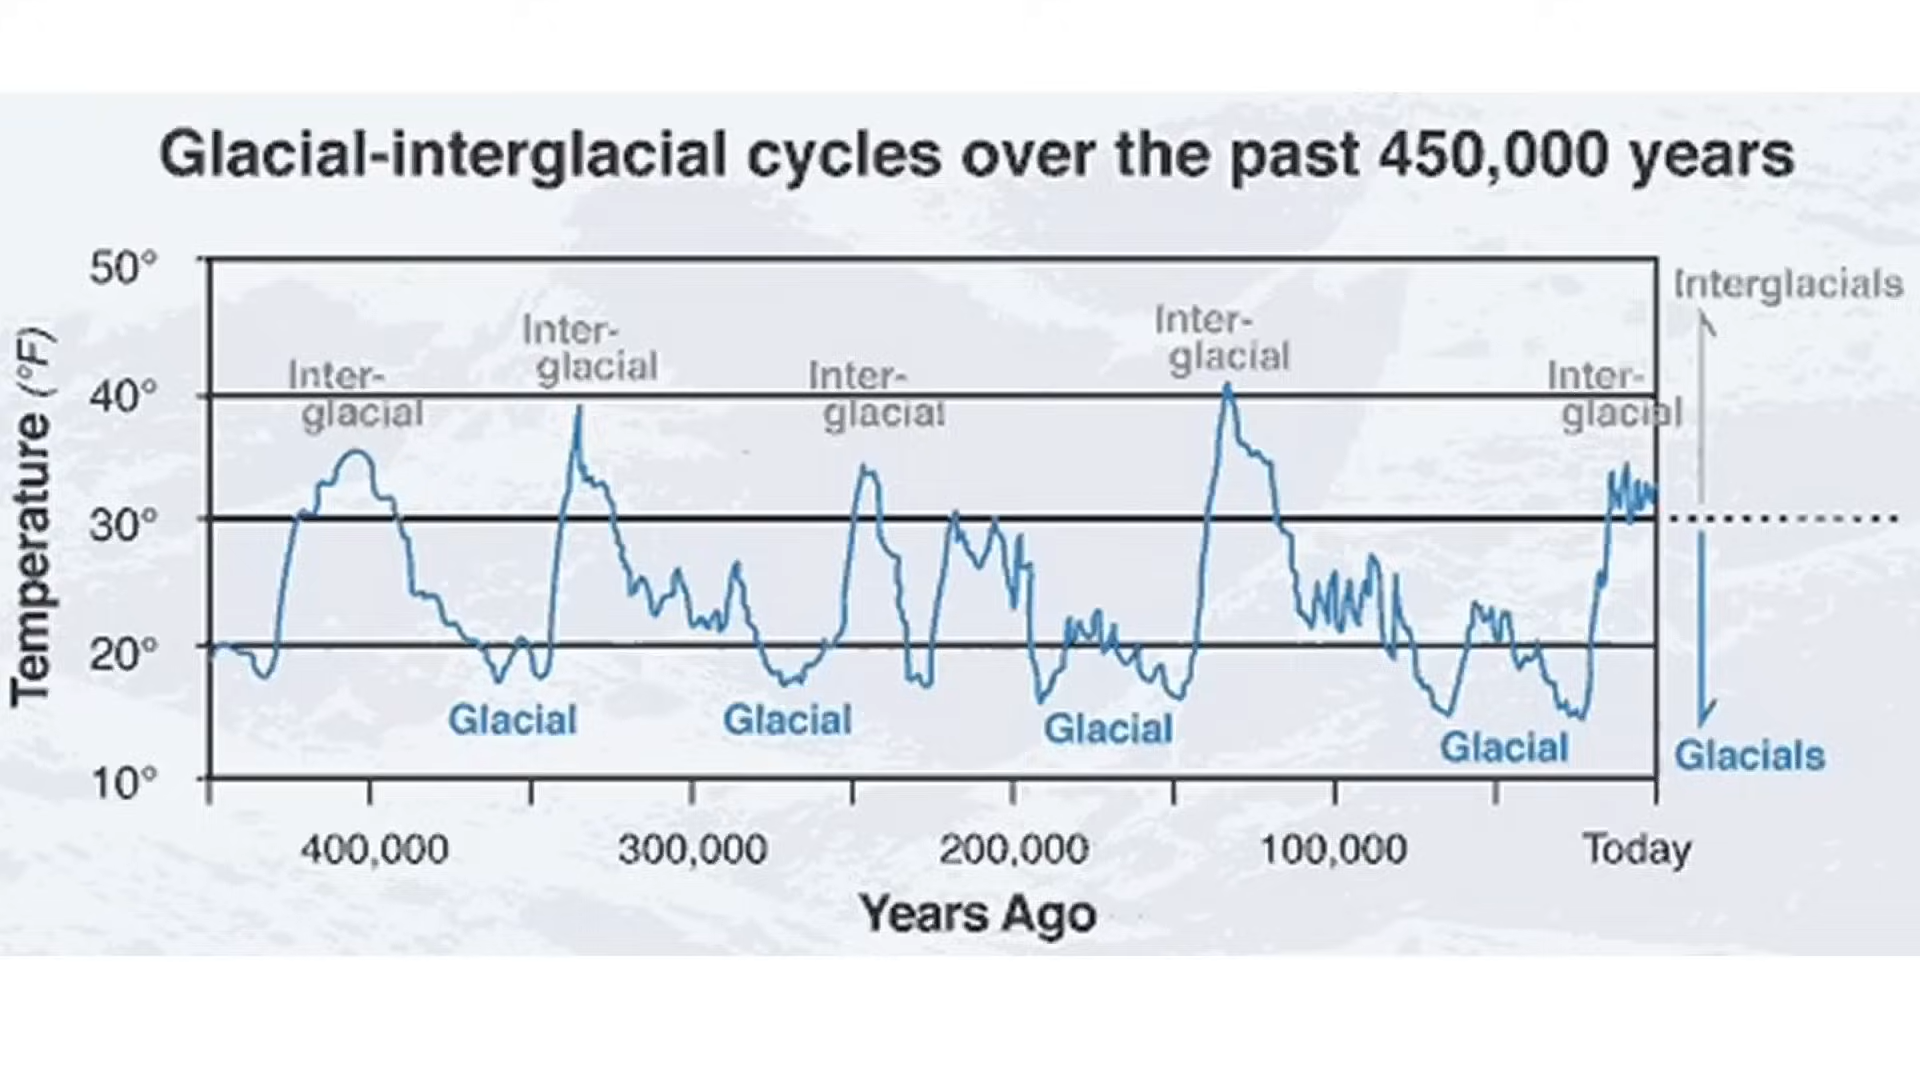 Glacial-interglacial cycles over the past 450,000 years
50°
40°
30°
20°
10°
Temperature (°F)
Inter-
glacial
Inter-
glacial
Inter-
glacial
Inter-
glacial
Inter-
glacial
Interglacials
Glacial
Glacial
Glacial
Glacial
Glacials
400,000
300,000
200,000
100,000
Today
Years Ago